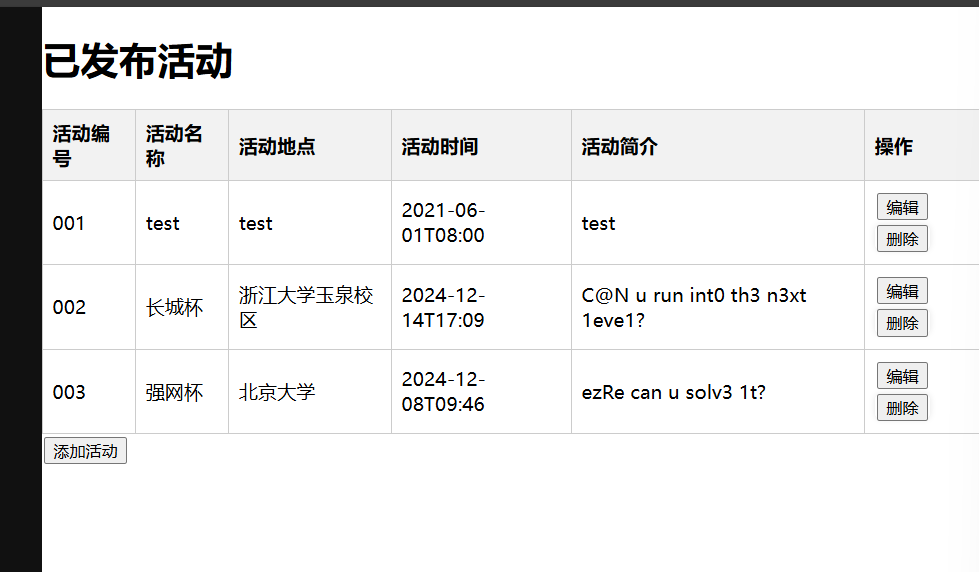 已发布活动
活动编
号
活动名
称
活动地点
活动时间
活动简介
操作
001
test
test
2021-06-
01T08:00
test
编辑
删除
002
长城杯
浙江大学玉泉校
区
2024-12-
14T17:09
C@N u run int0 th3 n3xt
1eve1?
编辑
删除
003
强网杯
北京大学
2024-12-
08T09:46
ezRe can u solv3 1t?
编辑
删除
添加活动